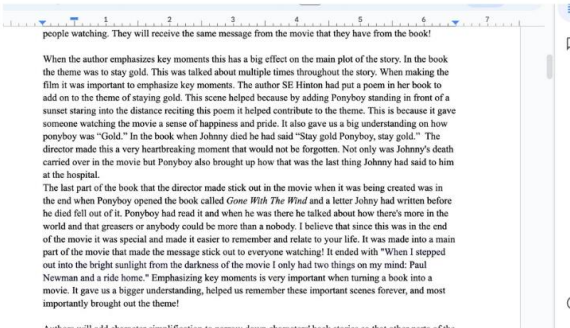 1 2 3 4 5 6 7
people watching. They will receive the same message from the movie that they have from the book!
When the author emphasizes key moments this has a big effect on the main plot of the story. In the book
the theme was to stay gold. This was talked about multiple times throughout the story. When making the
film it was important to emphasize key moments. The author SE Hinton had put a poem in her book to
add on to the theme of staying gold. This scene helped because by adding Ponyboy standing in front of a
sunset staring into the distance reciting this poem it helped contribute to the theme. This is because it gave
someone watching the movie a sense of happiness and pride. It also gave us a big understanding on how
ponyboy was “Gold.” In the book when Johnny died he had said “Stay gold Ponyboy, stay gold.” The
director made this a very heartbreaking moment that would not be forgotten. Not only was Johnny's death
carried over in the movie but Ponyboy also brought up how that was the last thing Johnny had said to him
at the hospital.
The last part of the book that the director made stick out in the movie when it was being created was in
the end when Ponyboy opened the book called Gone With The Wind and a letter Johny had written before
he died fell out of it. Ponyboy had read it and when he was there he talked about how there's more in the
world and that greasers or anybody could be more than a nobody. I believe that since this was in the end
of the movie it was special and made it easier to remember and relate to your life. It was made into a main
part of the movie that made the message stick out to everyone watching! It ended with "When I stepped
out into the bright sunlight from the darkness of the movie I only had two things on my mind: Paul
Newman and a ride home." Emphasizing key moments is very important when turning a book into a
movie. It gave us a bigger understanding, helped us remember these important scenes forever, and most
importantly brought out the theme!